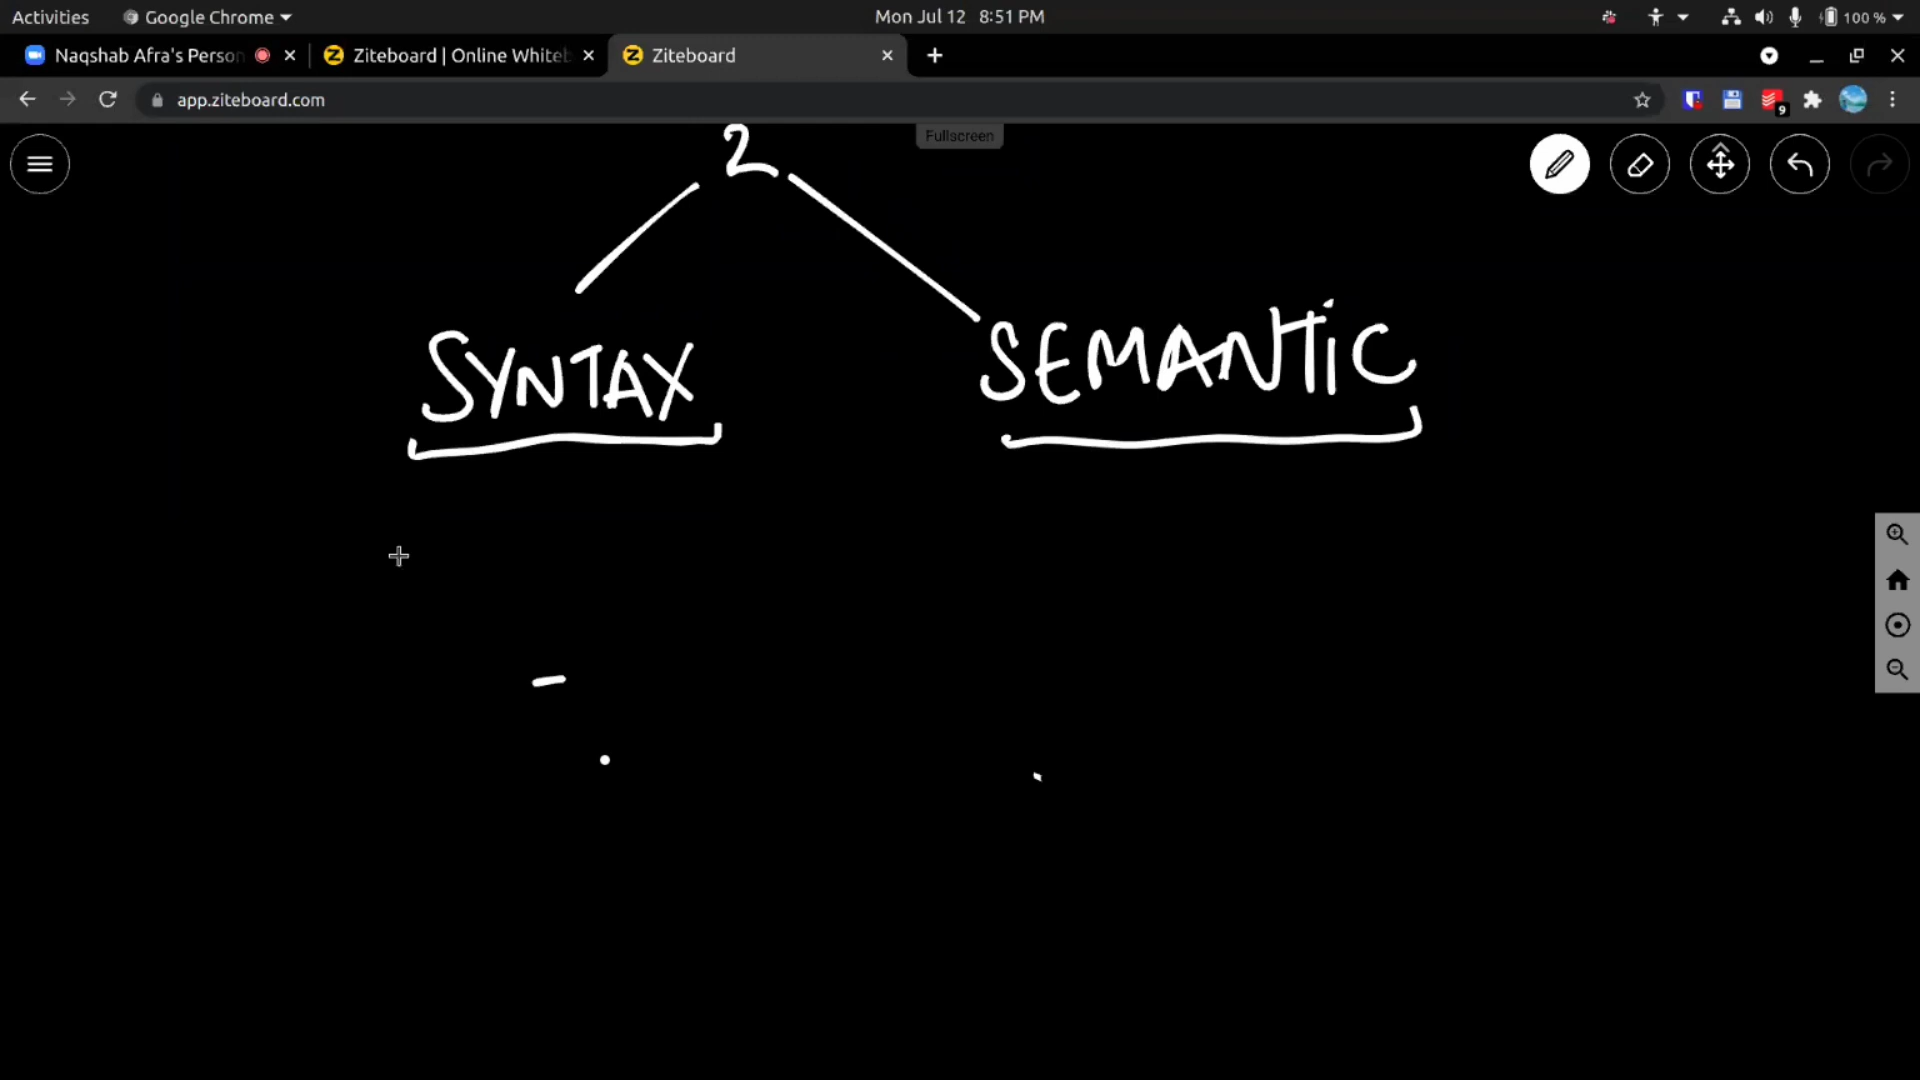 Activities Google Chrome Mon Jul 12 8:51 PM 100 %
Naqshab Afra's Person Ziteboard | Online Whiteb Ziteboard
app.ziteboard.com 9
Fullscreen
2
SYNTAX SEMANTiC